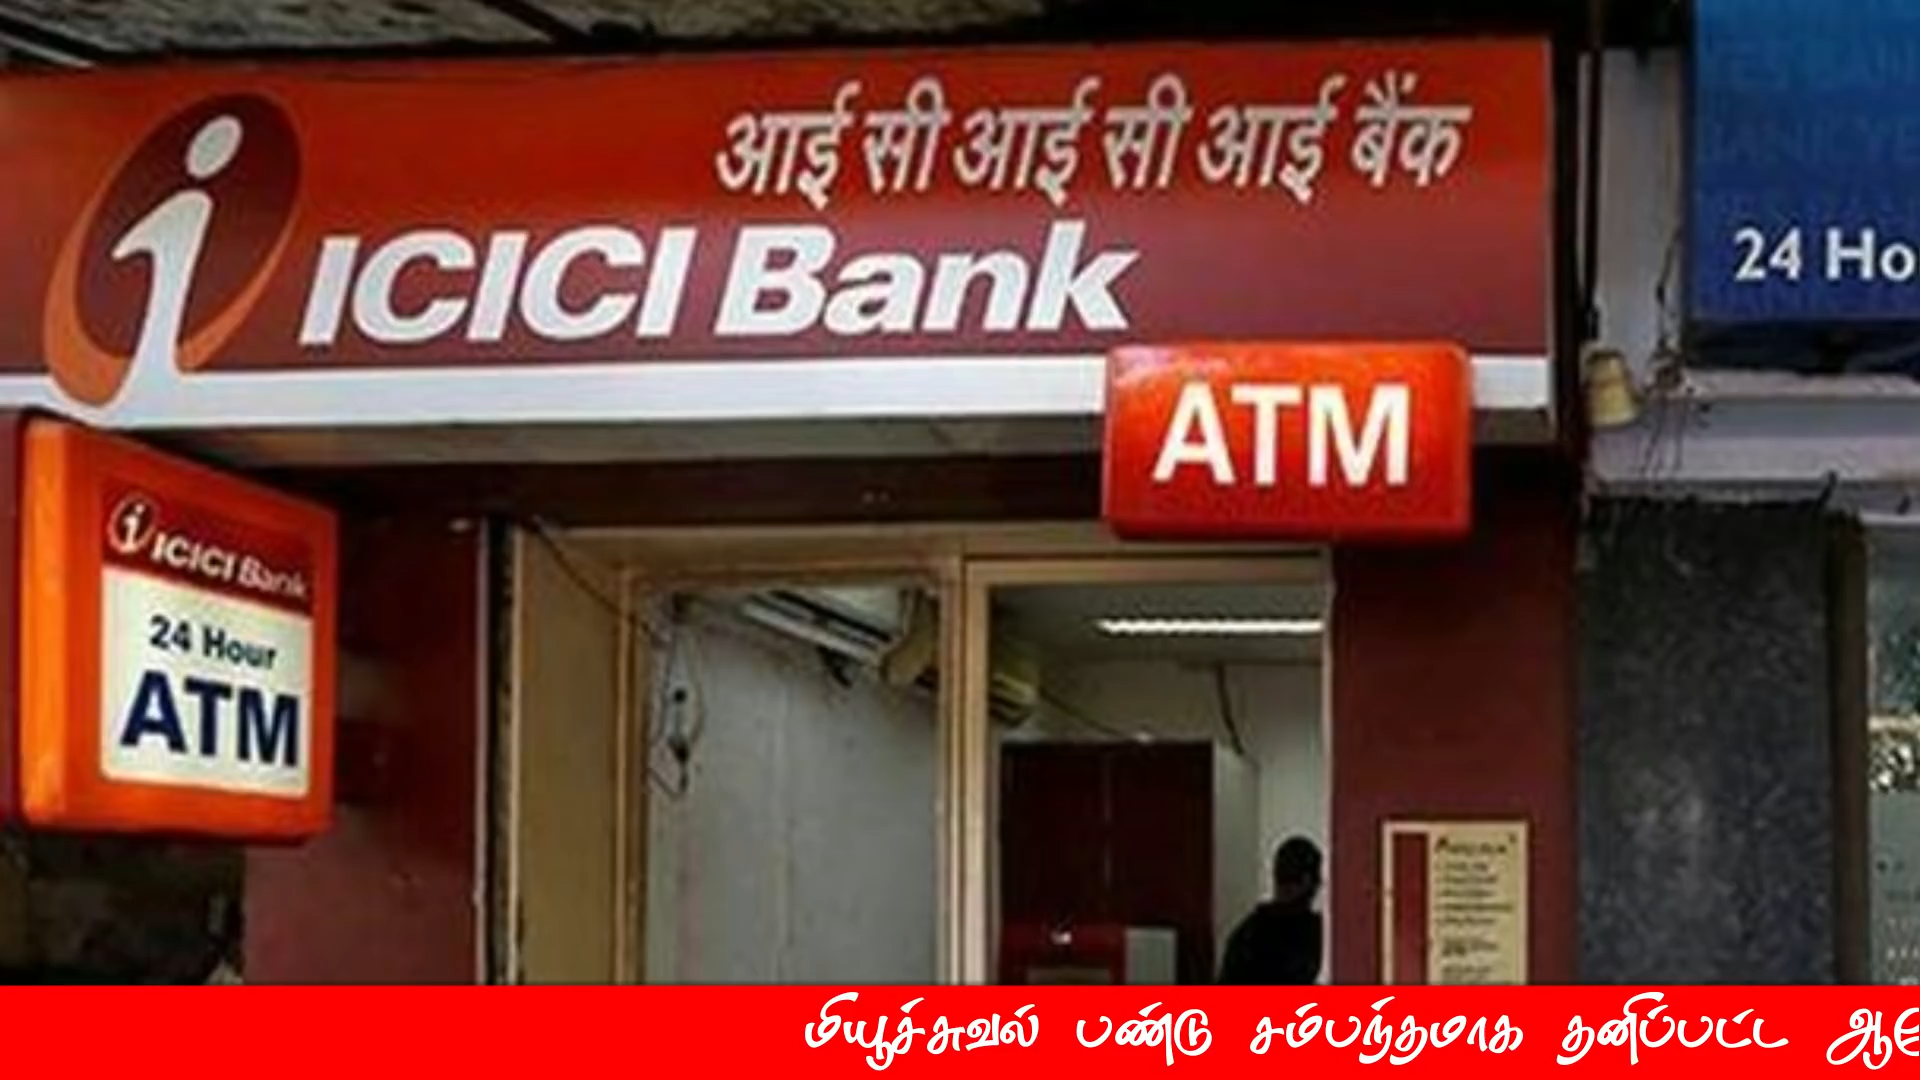 आई सी आई सी आई बैंक
ICICI Bank
ATM
24 Ho
ICICI Bank
24 Hour
ATM
மியூச்சுவல் பண்டு சம்பந்தமாக தனிப்பட்ட